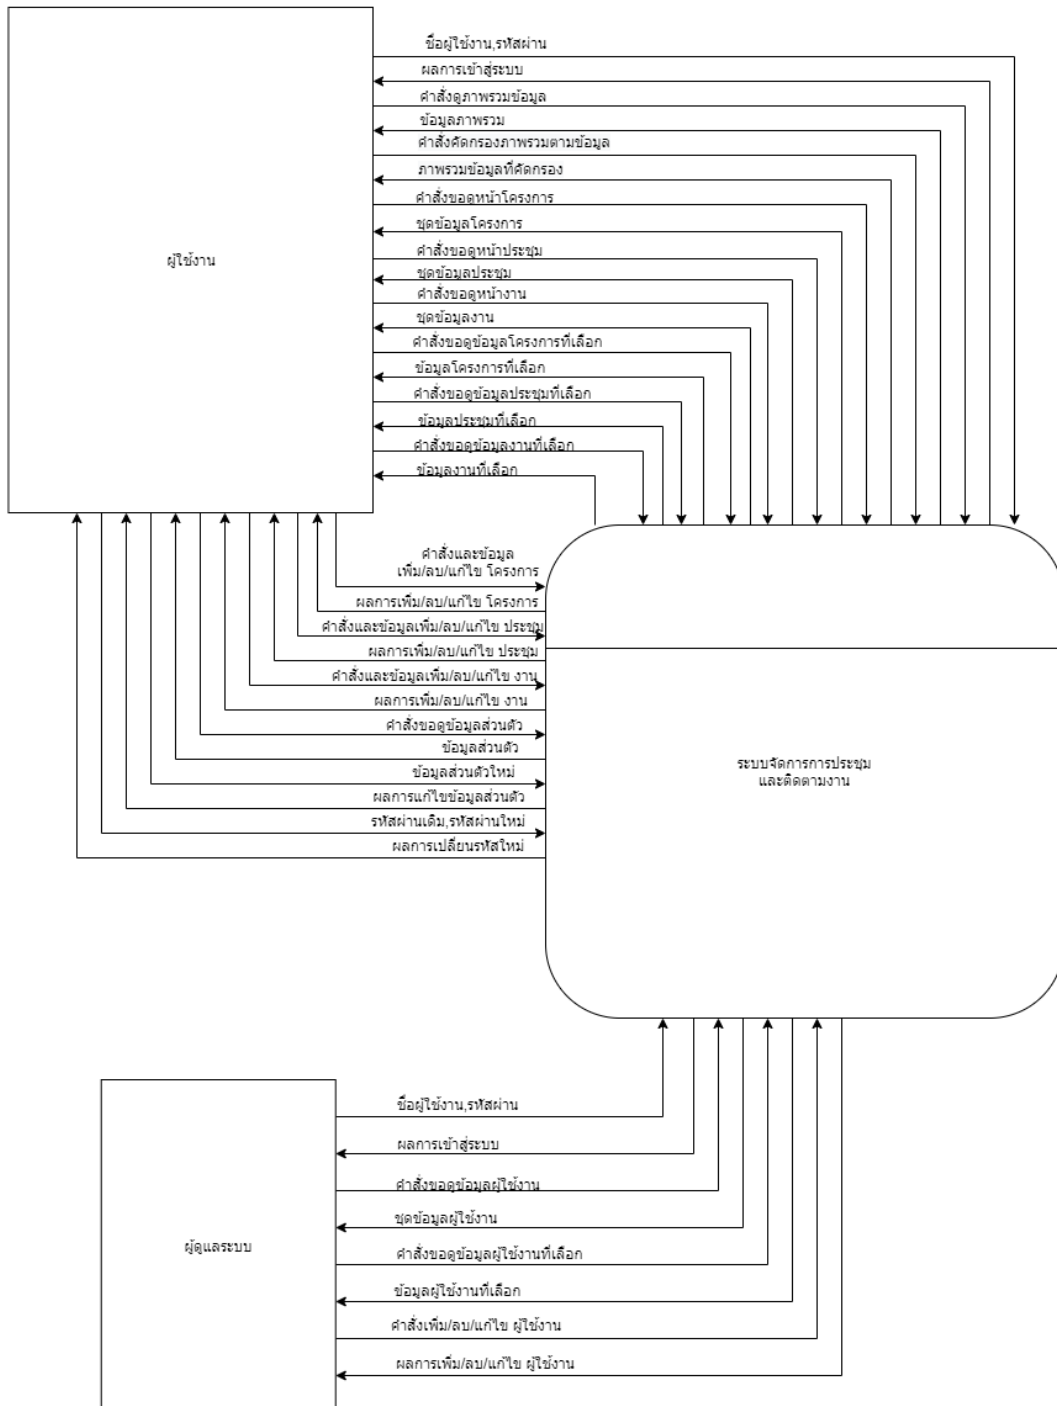 ชื่อผู้ใช้งาน,รหัสผ่าน
ผลการเข้าสู่ระบบ
คำสั่งดูภาพรวมข้อมูล
ข้อมูลภาพรวม
คำสั่งคัดกรองภาพรวมตามข้อมูล
ภาพรวมข้อมูลที่คัดกรอง
คำสั่งขอดูหน้าโครงการ
ชุดข้อมูลโครงการ
คำสั่งขอดูหน้าประชุม
ผู้ใช้งาน
ชุดข้อมูลประชุม
คำสั่งขอดูหน้างาน
ชุดข้อมูลงาน
คำสั่งขอดูข้อมูลโครงการที่เลือก
ข้อมูลโครงการที่เลือก
คำสั่งขอดูข้อมูลประชุมที่เลือก
ข้อมูลประชุมที่เลือก
คำสั่งขอดูข้อมูลงานที่เลือก
ข้อมูลงานที่เลือก
คำสั่งและข้อมูล
เพิ่ม/ลบ/แก้ไข โครงการ
ผลการเพิ่ม/ลบ/แก้ไข โครงการ
คำสั่งและข้อมูลเพิ่ม/ลบ/แก้ไข ประชุม
ผลการเพิ่ม/ลบ/แก้ไข ประชุม
คำสั่งและข้อมูลเพิ่ม/ลบ/แก้ไข งาน
ผลการเพิ่ม/ลบ/แก้ไข งาน
คำสั่งขอดูข้อมูลส่วนตัว
ข้อมูลส่วนตัว
ข้อมูลส่วนตัวใหม่
ผลการแก้ไขข้อมูลส่วนตัว
รหัสผ่านเดิม,รหัสผ่านใหม่
ผลการเปลี่ยนรหัสใหม่
ระบบจัดการการประชุม
และติดตามงาน
ชื่อผู้ใช้งาน,รหัสผ่าน
ผลการเข้าสู่ระบบ
คำสั่งขอดูข้อมูลผู้ใช้งาน
ชุดข้อมูลผู้ใช้งาน
ผู้ดูแลระบบ
คำสั่งขอดูข้อมูลผู้ใช้งานที่เลือก
ข้อมูลผู้ใช้งานที่เลือก
คำสั่งเพิ่ม/ลบ/แก้ไข ผู้ใช้งาน
ผลการเพิ่ม/ลบ/แก้ไข ผู้ใช้งาน